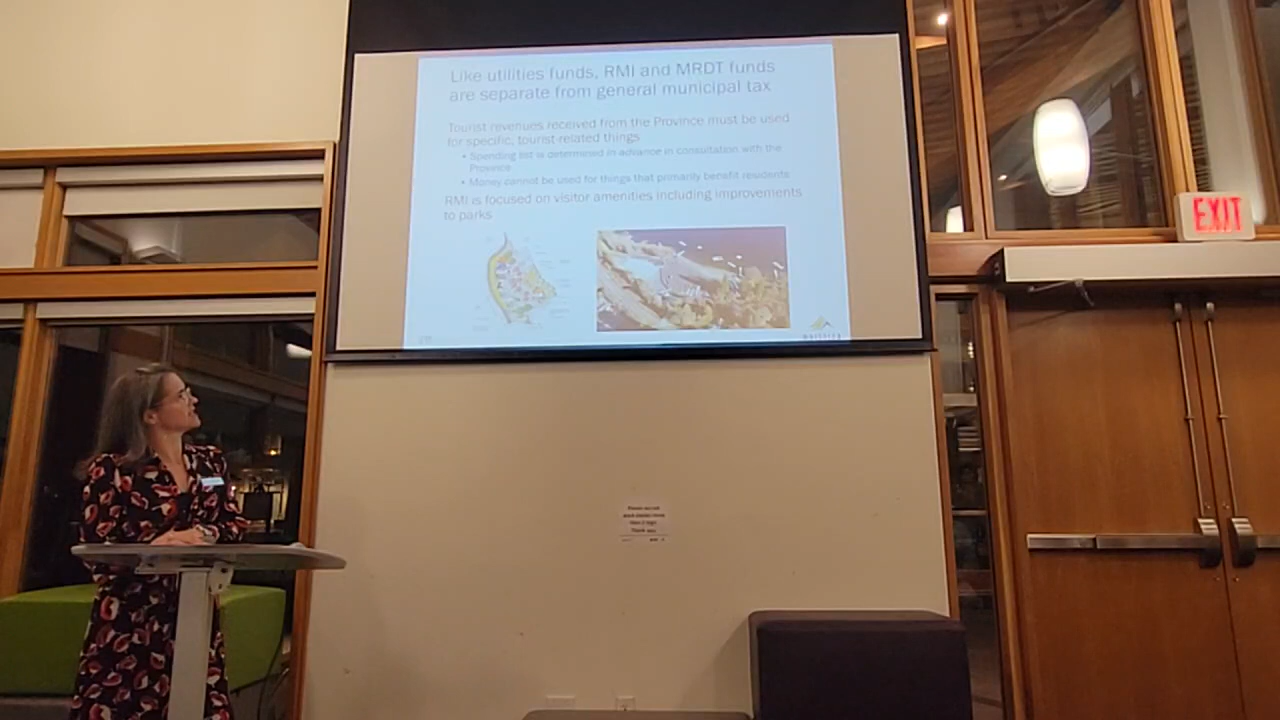 Like utilities funds, RMI and MRDT funds
are separate from general municipal tax
Tourist revenues received from the Province must be used
for specific, tourist-related things
• Spending list is determined in advance in consultation with the
Province
• Money cannot be used for things that primarily benefit residents
RMI is focused on visitor amenities including improvements
to parks
WHISTLER
EXIT